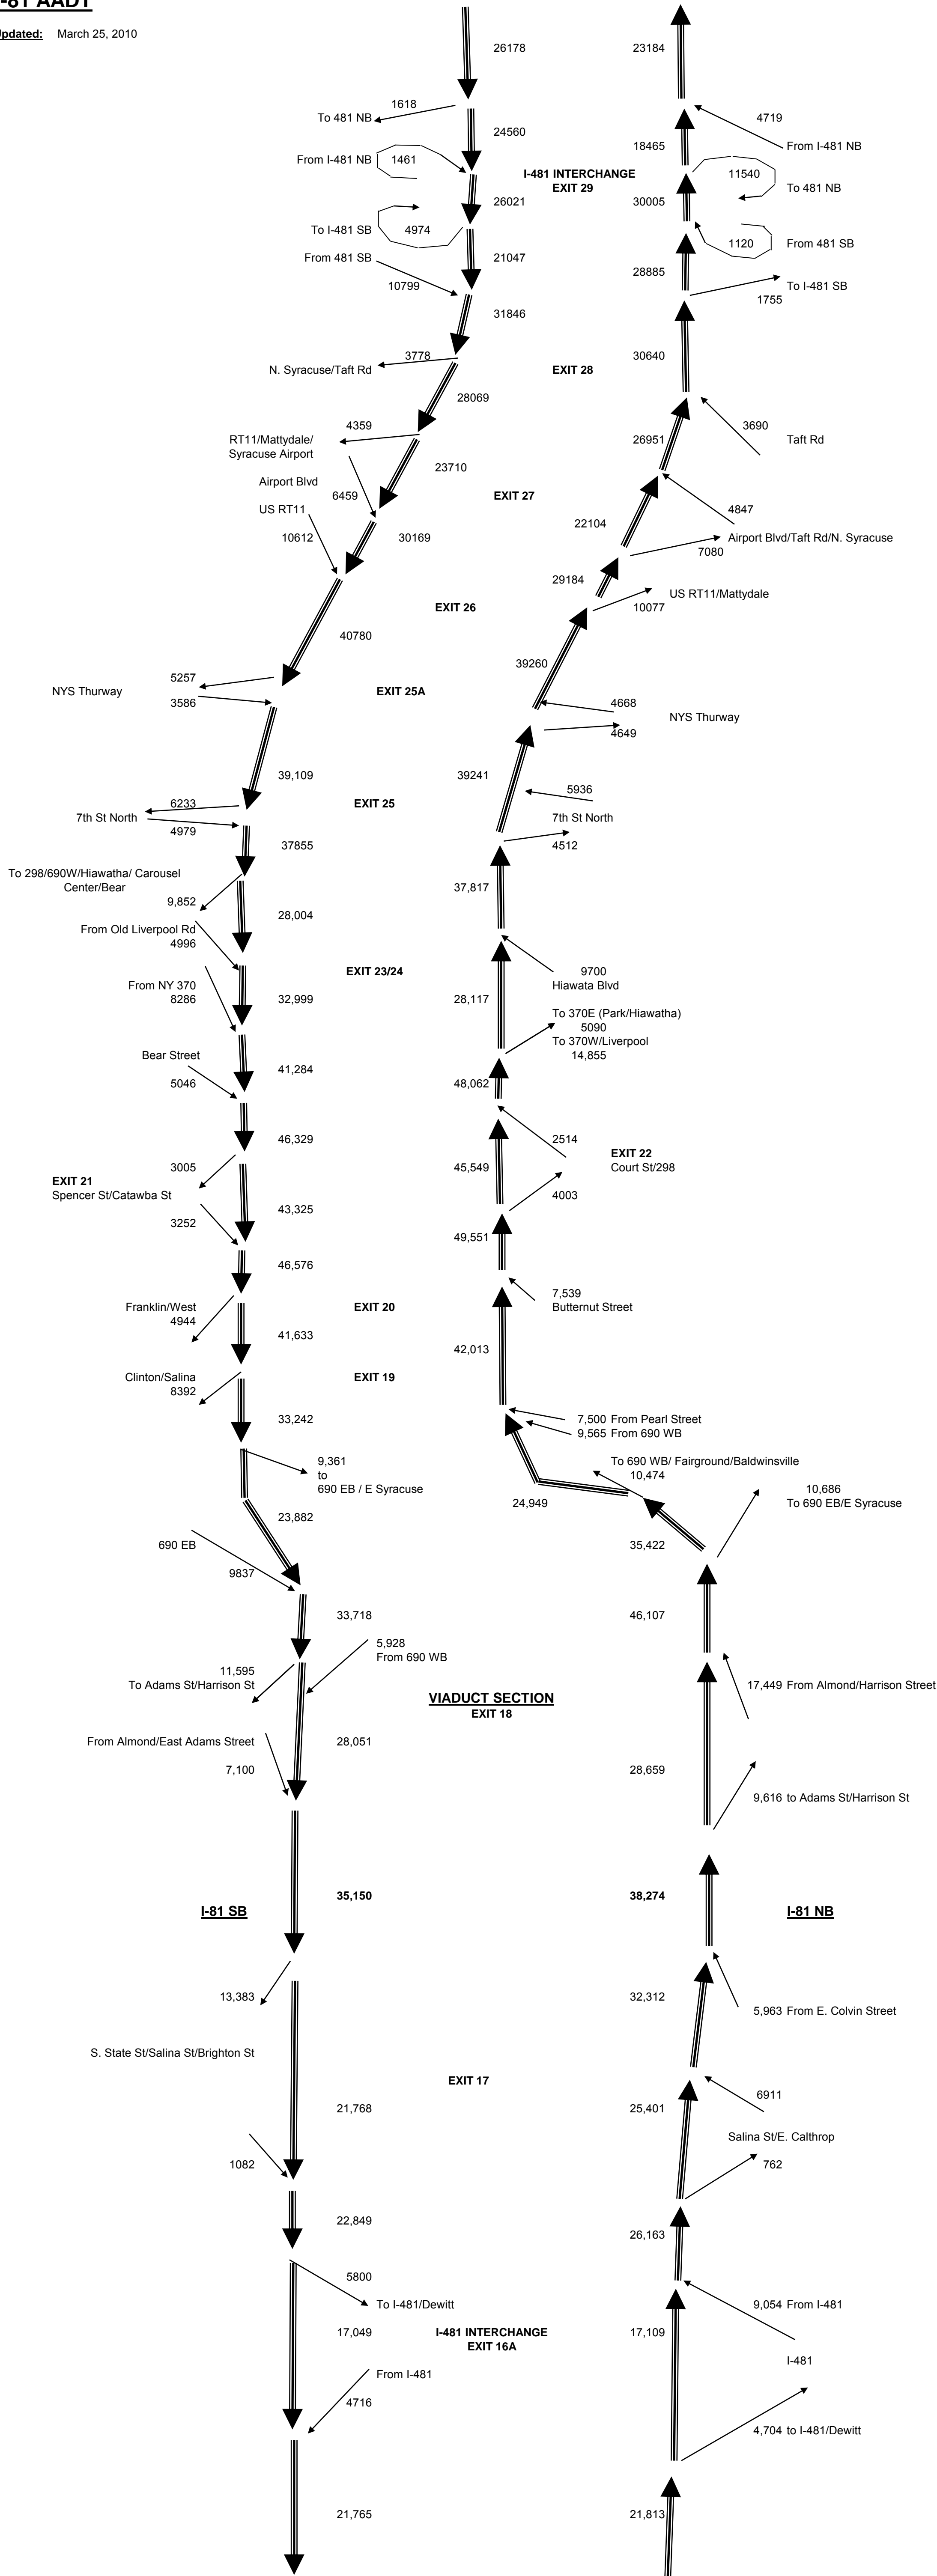 -81 AADT
Updated: March 25, 2010
26178
23184
1618
To 481 NB
4719
24560
18465
From I-481 NB
From I-481 NB
1461
I-481 INTERCHANGE
EXIT 29
11540
To 481 NB
26021
30005
To I-481 SB
4974
1120
From 481 SB
From 481 SB
21047
28885
To I-481 SB
10799
1755
31846
3778
30640
N. Syracuse/Taft Rd
EXIT 28
28069
4359
3690
RT11/Mattydale/
Syracuse Airport
26951
Taft Rd
23710
Airport Blvd
6459
EXIT 27
US RT11
4847
22104
10612
30169
Airport Blvd/Taft Rd/N. Syracuse
7080
29184
US RT11/Mattydale
EXIT 26
10077
40780
39260
5257
NYS Thurway
EXIT 25A
3586
4668
NYS Thurway
4649
39,109
39241
5936
6233
EXIT 25
7th St North
7th St North
4979
37855
4512
To 298/690W/Hiawatha/ Carousel
Center/Bear
37,817
9,852
28,004
From Old Liverpool Rd
4996
EXIT 23/24
9700
Hiawata Blvd
From NY 370
8286
32,999
28,117
To 370E (Park/Hiawatha)
5090
To 370W/Liverpool
14,855
Bear Street
41,284
5046
48,062
46,329
2514
EXIT 22
Court St/298
3005
45,549
EXIT 21
Spencer St/Catawba St
4003
43,325
3252
49,551
46,576
7,539
Butternut Street
Franklin/West
4944
EXIT 20
41,633
42,013
Clinton/Salina
8392
EXIT 19
33,242
7,500 From Pearl Street
9,565 From 690 WB
9,361
to
690 EB / E Syracuse
To 690 WB/ Fairground/Baldwinsville
10,474
10,686
To 690 EB/E Syracuse
24,949
23,882
690 EB
35,422
9837
33,718
46,107
5,928
From 690 WB
11,595
To Adams St/Harrison St
17,449 From Almond/Harrison Street
VIADUCT SECTION
EXIT 18
From Almond/East Adams Street
28,051
7,100
28,659
9,616 to Adams St/Harrison St
35,150
38,274
I-81 SB
I-81 NB
13,383
32,312
5,963 From E. Colvin Street
S. State St/Salina St/Brighton St
EXIT 17
6911
21,768
25,401
Salina St/E. Calthrop
1082
762
22,849
26,163
5800
To I-481/Dewitt
9,054 From I-481
17,049
I-481 INTERCHANGE
EXIT 16A
17,109
I-481
From I-481
4716
4,704 to I-481/Dewitt
21,765
21,813